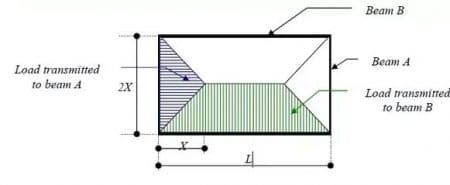 Beam B
Beam A
Load transmitted
to beam A
2X
Load transmitted
to beam B
X
L